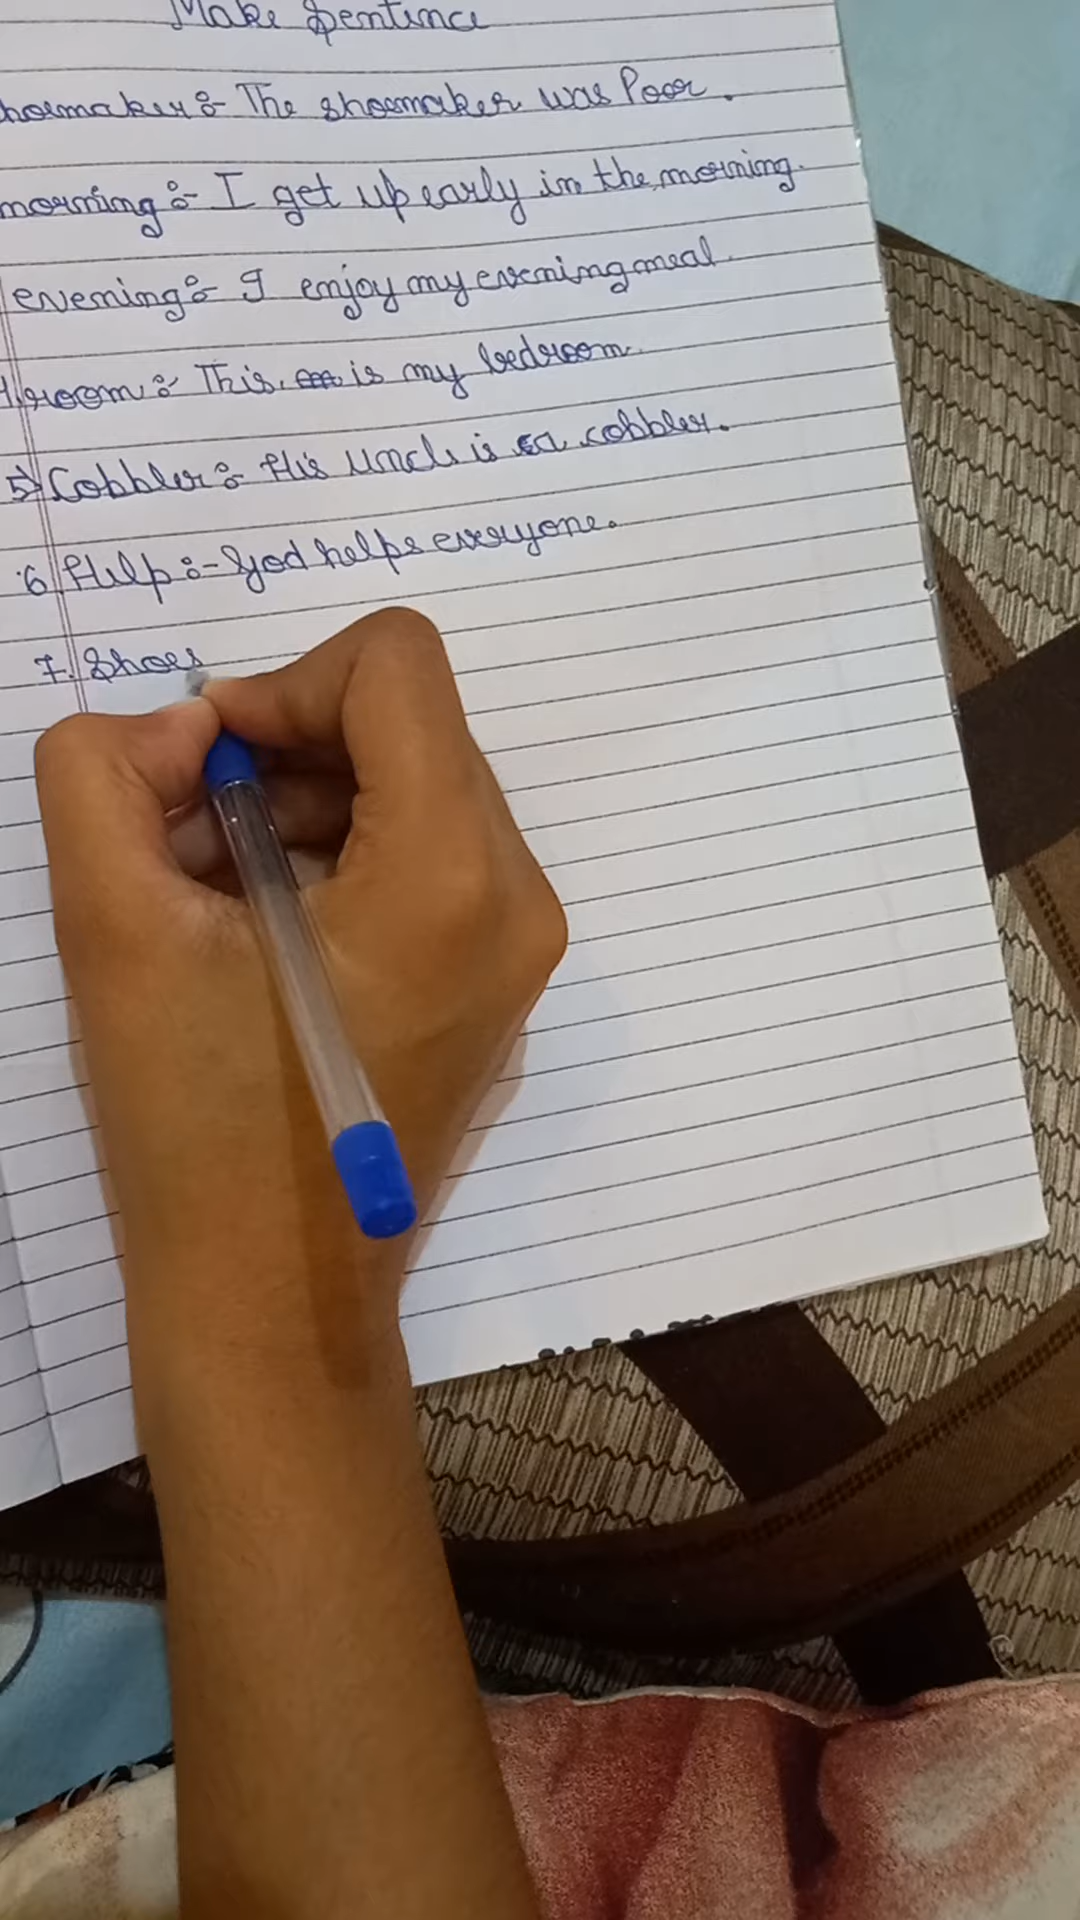 Make Sentence
hoemaker:- The shoemaker was Poor.
morning:- I get up early in the morning.
evening:- I enjoy my evening meal.
room:- This is my bedroom.
5) Cobbler:- His uncle is a cobbler.
6. Help:- God helps everyone.
7. Shoes